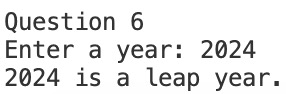 Question 6
Enter a year: 2024
2024 is a leap year.